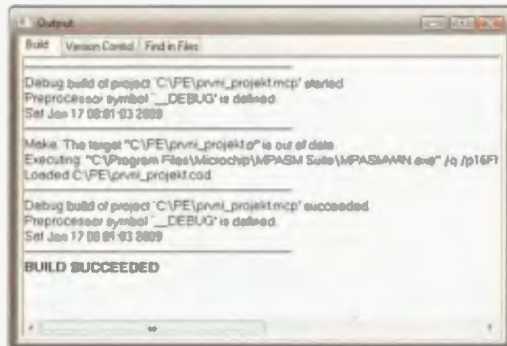 Output
Build Version Control Find in Files
Debug build of project `C:\PE\prvni_projekt.mcp' started.
Preprocessor symbol `__DEBUG' is defined.
Sat Jan 17 08:01:03 2009
Make: The target "C:\PE\prvni_projekt.o" is out of date.
Executing: "C:\Program Files\Microchip\MPASM Suite\MPASMWIN.exe" /q /p16F
Loaded C:\PE\prvni_projekt.cod.
Debug build of project `C:\PE\prvni_projekt.mcp' succeeded.
Preprocessor symbol `__DEBUG' is defined.
Sat Jan 17 08:01:03 2009
BUILD SUCCEEDED